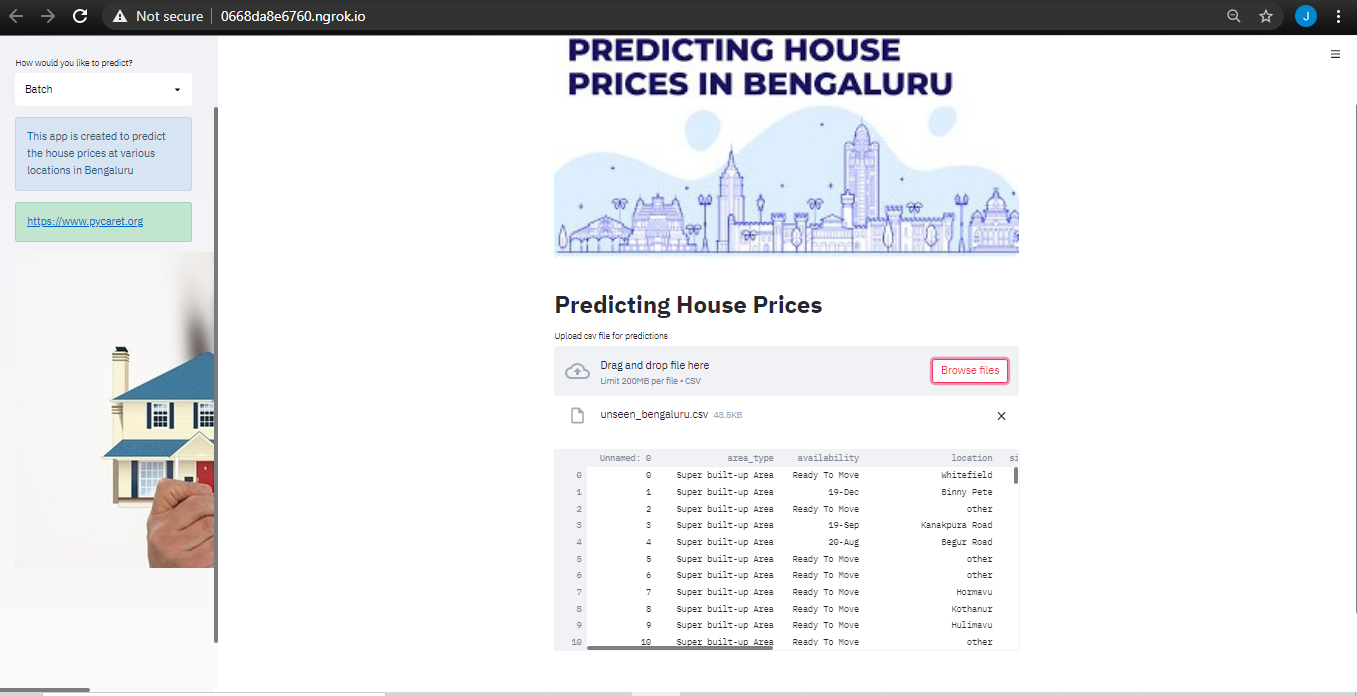 Not secure
0668da8e6760.ngrok.io
J
How would you like to predict?
Batch
This app is created to predict
the house prices at various
locations in Bengaluru
https://www.pycaret.org
PREDICTING HOUSE
PRICES IN BENGALURU
Predicting House Prices
Upload csv file for predictions
Drag and drop file here
Limit 200MB per file • CSV
Browse files
unseen_bengaluru.csv 48.5KB
Unnamed: 0 area_type availability location si
0 0 Super built-up Area Ready To Move Whitefield
1 1 Super built-up Area 19-Dec Binny Pete
2 2 Super built-up Area Ready To Move other
3 3 Super built-up Area 19-Sep Kanakpura Road
4 4 Super built-up Area 20-Aug Begur Road
5 5 Super built-up Area Ready To Move other
6 6 Super built-up Area Ready To Move other
7 7 Super built-up Area Ready To Move Hormavu
8 8 Super built-up Area Ready To Move Kothanur
9 9 Super built-up Area Ready To Move Hulimavu
10 10 Super built-up Area Ready To Move other